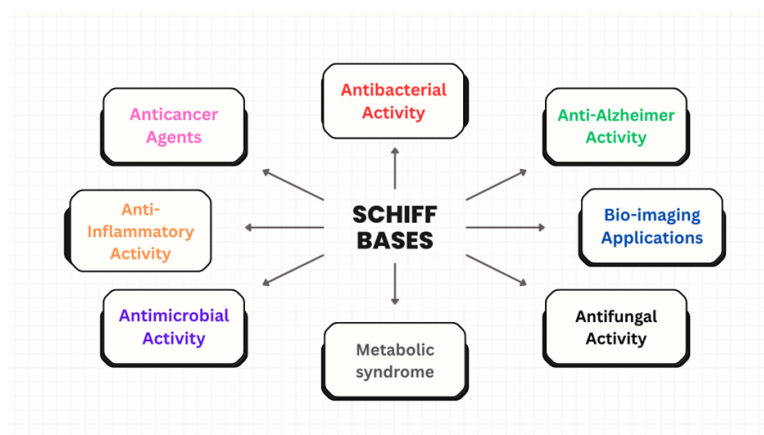 Antibacterial
Activity
Anticancer
Agents
Anti-Alzheimer
Activity
Anti-
Inflammatory
Activity
SCHIFF
BASES
Bio-imaging
Applications
Antimicrobial
Activity
Metabolic
syndrome
Antifungal
Activity